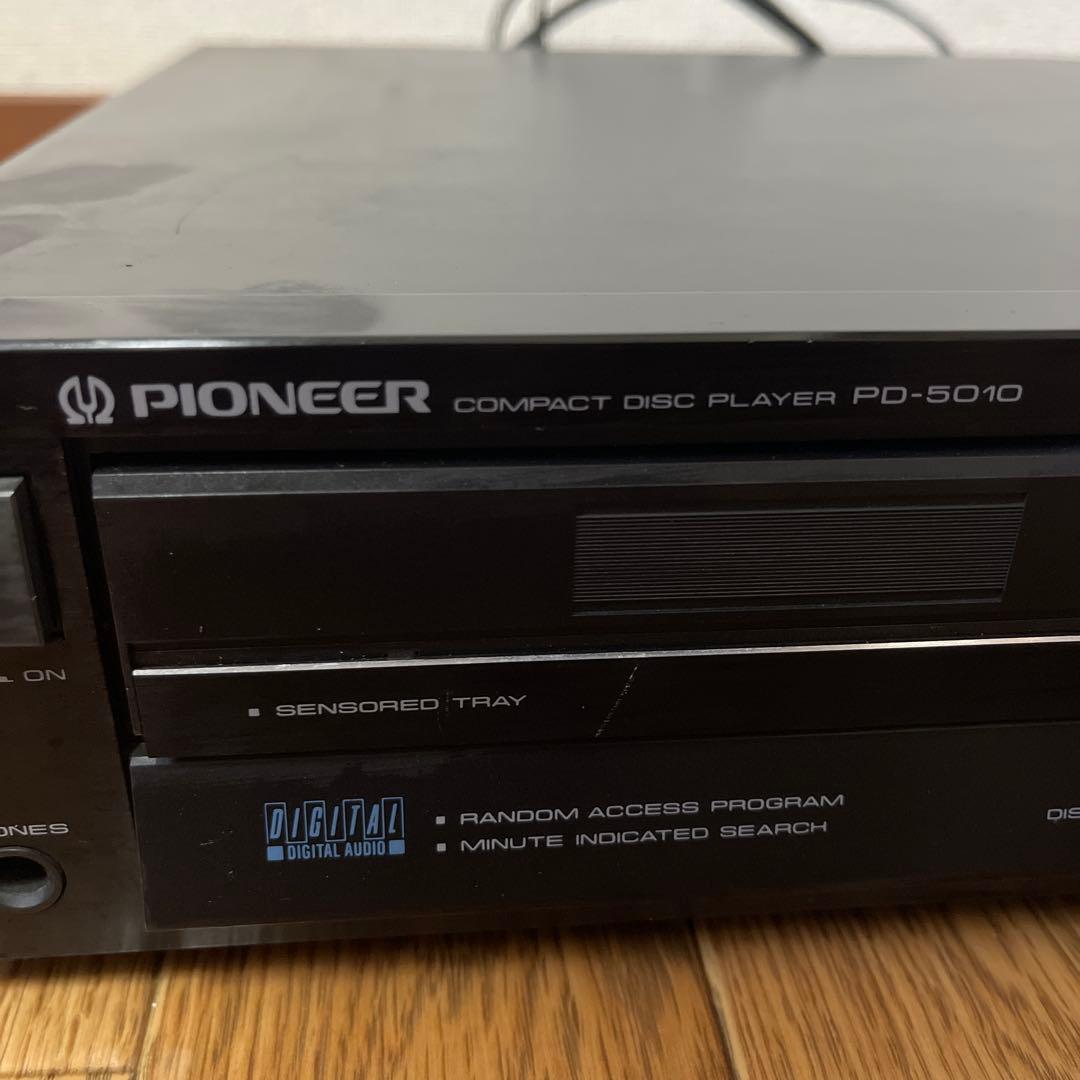 PIONEER COMPACT DISC PLAYER PD-5010
ON
SENSORED TRAY
DIGITAL
DIGITAL AUDIO
▪ RANDOM ACCESS PROGRAM
▪ MINUTE INDICATED SEARCH
ONES
DIS